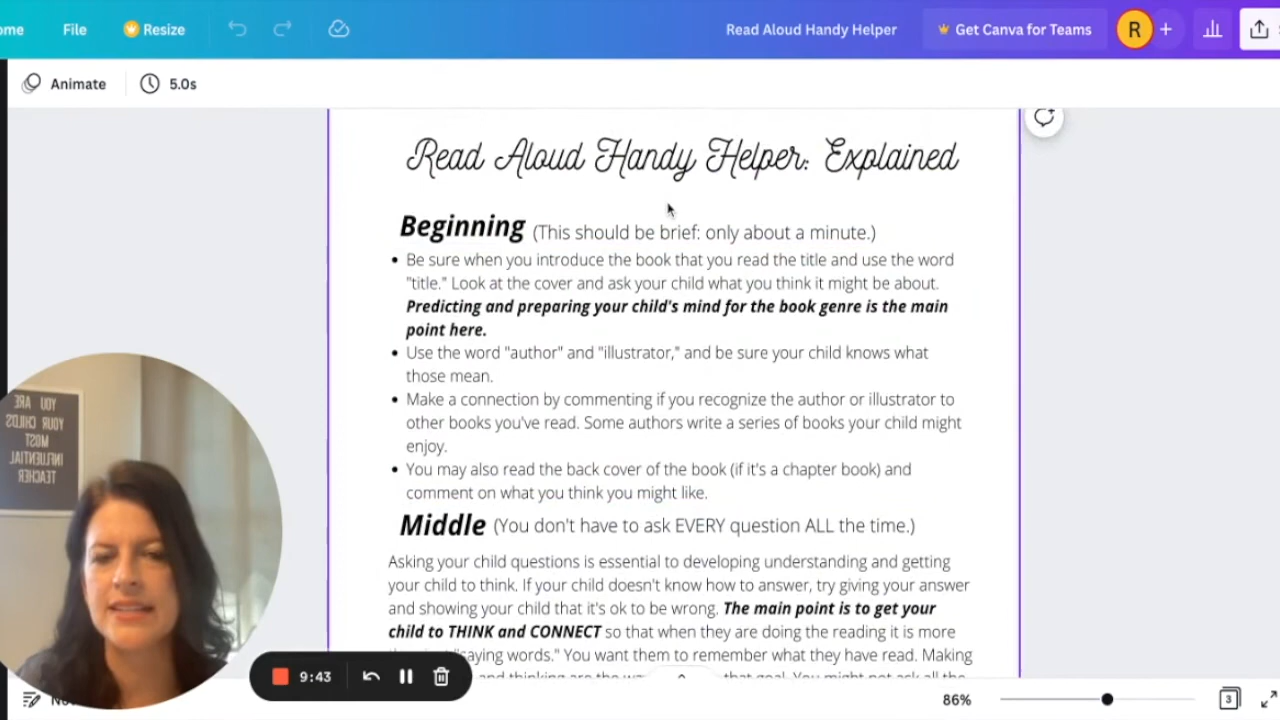 ome File Resize Read Aloud Handy Helper Get Canva for Teams R +
Animate 5.0s
Read Aloud Handy Helper: Explained
Beginning (This should be brief: only about a minute.)
• Be sure when you introduce the book that you read the title and use the word
"title." Look at the cover and ask your child what you think it might be about.
Predicting and preparing your child's mind for the book genre is the main
point here.
• Use the word "author" and "illustrator," and be sure your child knows what
those mean.
• Make a connection by commenting if you recognize the author or illustrator to
other books you've read. Some authors write a series of books your child might
enjoy.
• You may also read the back cover of the book (if it's a chapter book) and
comment on what you think you might like.
Middle (You don't have to ask EVERY question ALL the time.)
Asking your child questions is essential to developing understanding and getting
your child to think. If your child doesn't know how to answer, try giving your answer
and showing your child that it's ok to be wrong. The main point is to get your
child to THINK and CONNECT so that when they are doing the reading it is more
"saying words." You want them to remember what they have read. Making
and thinking are the that goal. You might not ask all the
YOU ARE
YOUR CHILD'S
MOST
INFLUENTIAL
TEACHER
9:43
86% 3